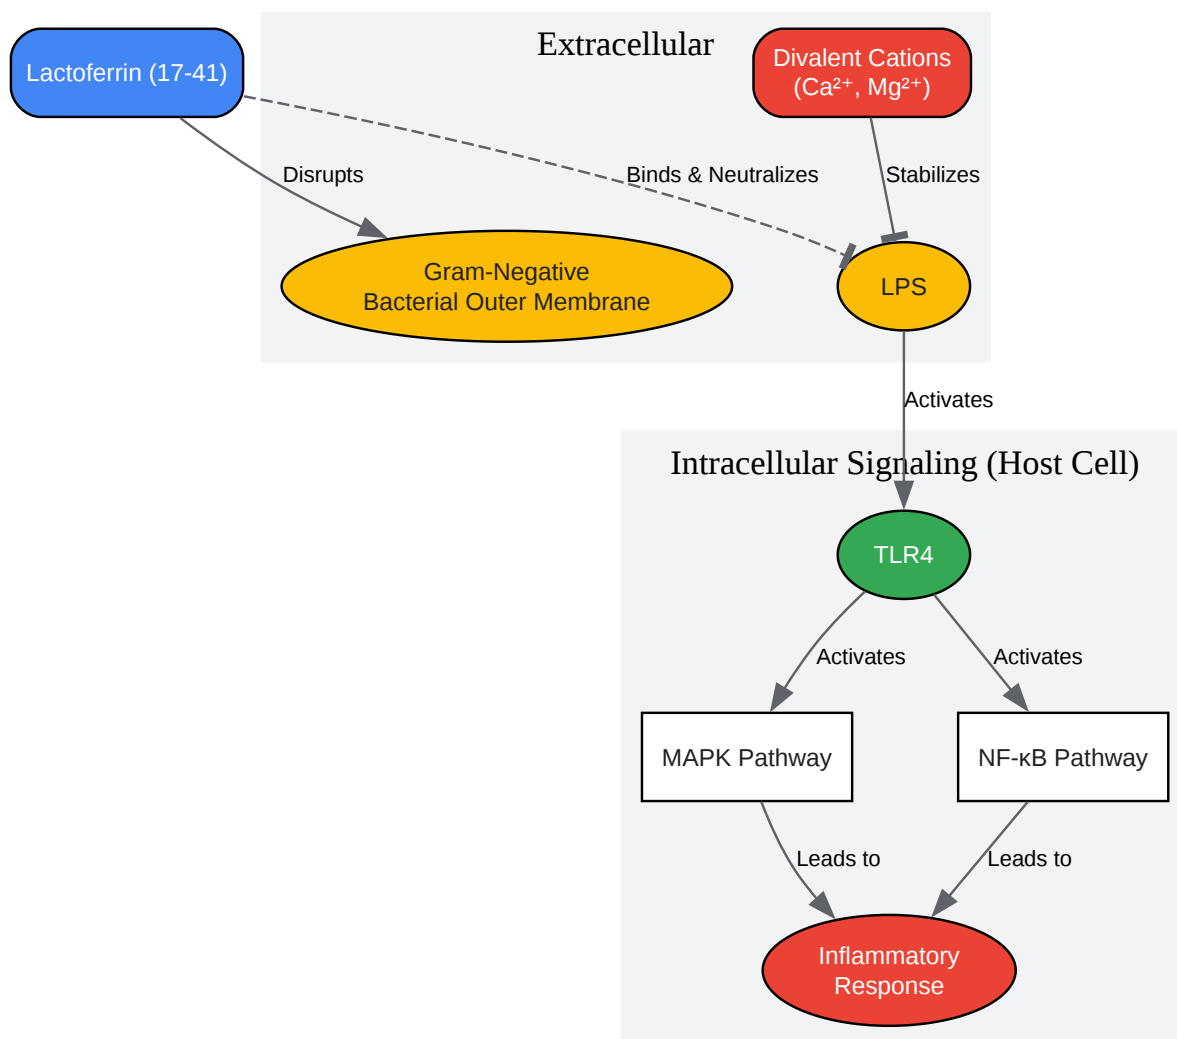 Extracellular
Lactoferrin (17-41)
Divalent Cations
(Ca²⁺, Mg²⁺)
Disrupts
Binds & Neutralizes
Stabilizes
Gram-Negative
Bacterial Outer Membrane
LPS
Activates
Intracellular Signaling (Host Cell)
TLR4
Activates
Activates
MAPK Pathway
NF-κB Pathway
Leads to
Leads to
Inflammatory
Response